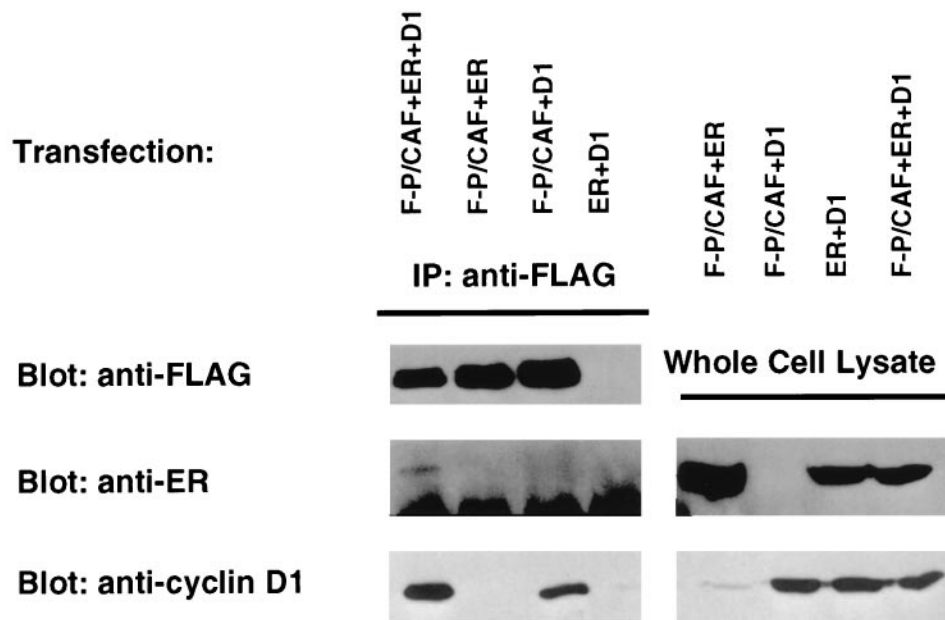 Transfection:
F-P/CAF+ER+D1
F-P/CAF+ER
F-P/CAF+D1
ER+D1
F-P/CAF+ER
F-P/CAF+D1
ER+D1
F-P/CAF+ER+D1
IP: anti-FLAG
Whole Cell Lysate
Blot: anti-FLAG
Blot: anti-ER
Blot: anti-cyclin D1